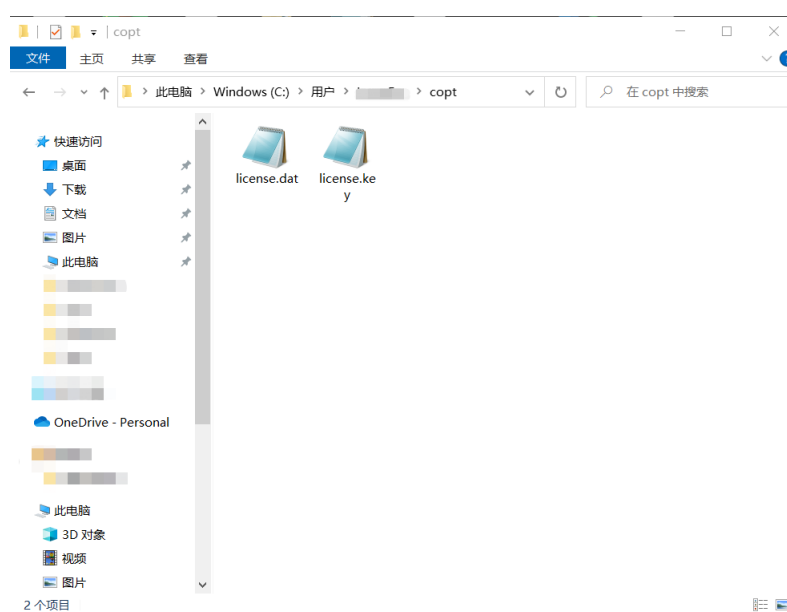 copt
文件 主页 共享 查看
此电脑 Windows (C:) 用户 copt
在 copt 中搜索
快速访问
桌面
下载
文档
图片
此电脑
OneDrive - Personal
此电脑
3D 对象
视频
图片
license.dat
license.ke
y
2 个项目